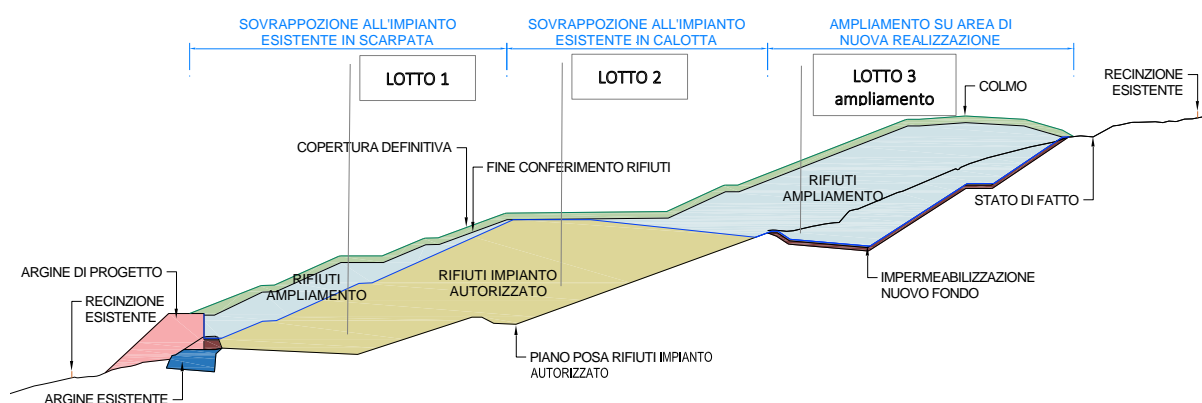 SOVRAPPOZIONE ALL'IMPIANTO
ESISTENTE IN SCARPATA
SOVRAPPOZIONE ALL'IMPIANTO
ESISTENTE IN CALOTTA
AMPLIAMENTO SU AREA DI
NUOVA REALIZZAZIONE
LOTTO 1
LOTTO 2
LOTTO 3
ampliamento
COLMO
RECINZIONE
ESISTENTE
COPERTURA DEFINITIVA
FINE CONFERIMENTO RIFIUTI
RIFIUTI
AMPLIAMENTO
STATO DI FATTO
ARGINE DI PROGETTO
RECINZIONE
ESISTENTE
RIFIUTI
AMPLIAMENTO
RIFIUTI IMPIANTO
AUTORIZZATO
IMPERMEABILIZZAZIONE
NUOVO FONDO
PIANO POSA RIFIUTI IMPIANTO
AUTORIZZATO
ARGINE ESISTENTE